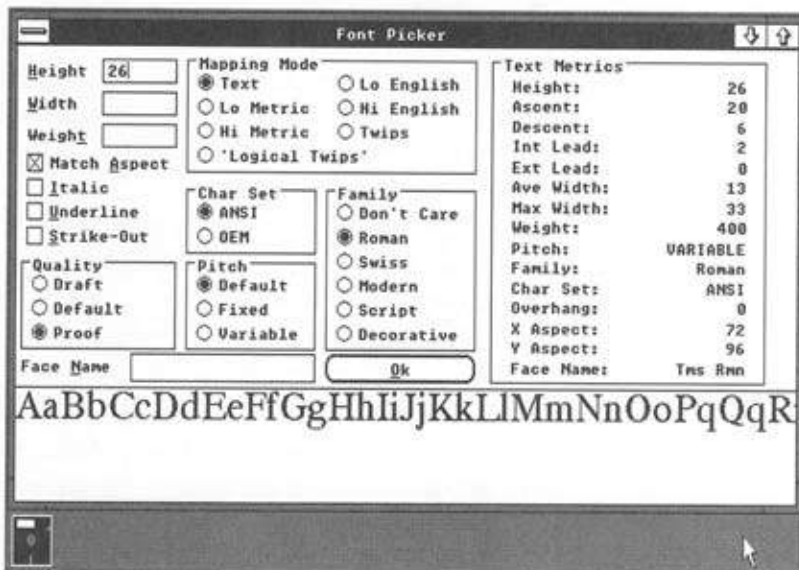 Font Picker
Height 26
Width
Weight
Match Aspect
Italic
Underline
Strike-Out
Quality
Draft
Default
Proof
Mapping Mode
Text
Lo English
Lo Metric
Hi English
Hi Metric
Twips
'Logical Twips'
Char Set
ANSI
OEM
Pitch
Default
Fixed
Variable
Family
Don't Care
Roman
Swiss
Modern
Script
Decorative
Face Name
Ok
Text Metrics
Height: 26
Ascent: 20
Descent: 6
Int Lead: 2
Ext Lead: 0
Ave Width: 13
Max Width: 33
Weight: 400
Pitch: VARIABLE
Family: Roman
Char Set: ANSI
Overhang: 0
X Aspect: 72
Y Aspect: 96
Face Name: Tms Rmn
AaBbCcDdEeFfGgHhIiJjKkLlMmNnOoPqQqR